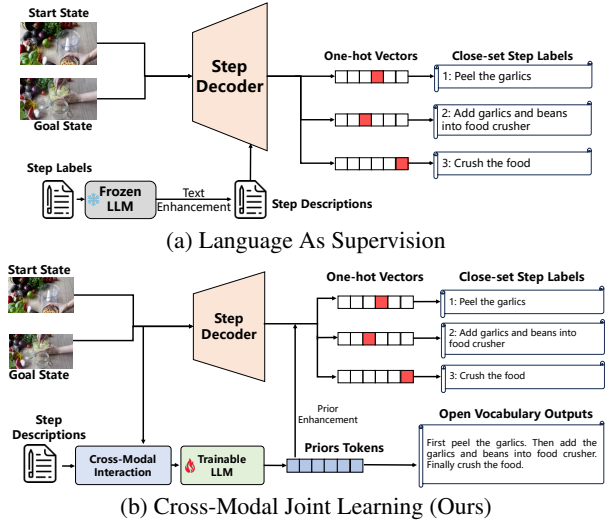 Start State
Goal State
Step Labels
Frozen
LLM
Text
Enhancement
Step Descriptions
Step
Decoder
One-hot Vectors
Close-set Step Labels
1: Peel the garlics
2: Add garlics and beans
into food crusher
3: Crush the food
(a) Language As Supervision
Start State
Goal State
Step
Descriptions
Cross-Modal
Interaction
Trainable
LLM
Step
Decoder
Prior
Enhancement
Priors Tokens
One-hot Vectors
Close-set Step Labels
1: Peel the garlics
2: Add garlics and beans into
food crusher
3: Crush the food
Open Vocabulary Outputs
First peel the garlics. Then add the
garlics and beans into food crusher.
Finally crush the food.
(b) Cross-Modal Joint Learning (Ours)